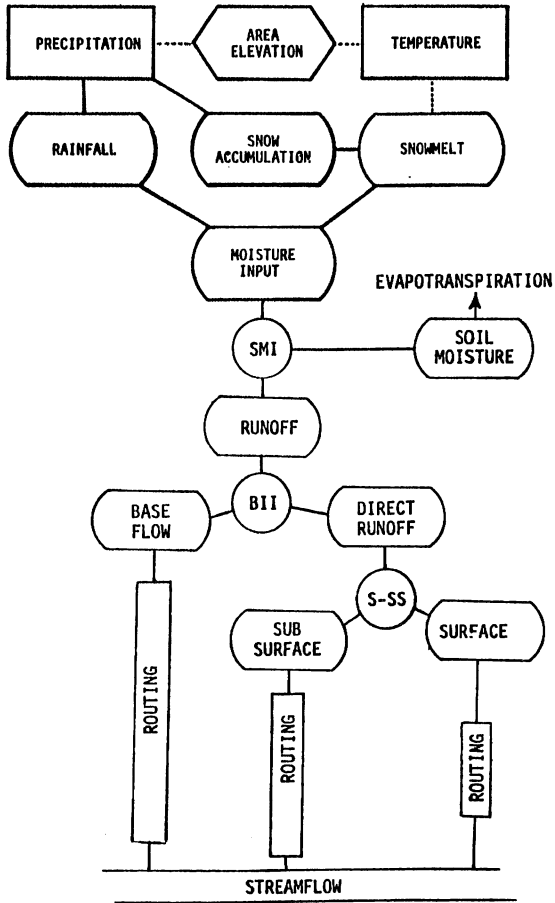 PRECIPITATION
AREA
ELEVATION
TEMPERATURE
RAINFALL
SNOW
ACCUMULATION
SNOWMELT
MOISTURE
INPUT
EVAPOTRANSPIRATION
SMI
SOIL
MOISTURE
RUNOFF
BASE
FLOW
BII
DIRECT
RUNOFF
S-SS
SUB
SURFACE
SURFACE
ROUTING
ROUTING
ROUTING
STREAMFLOW